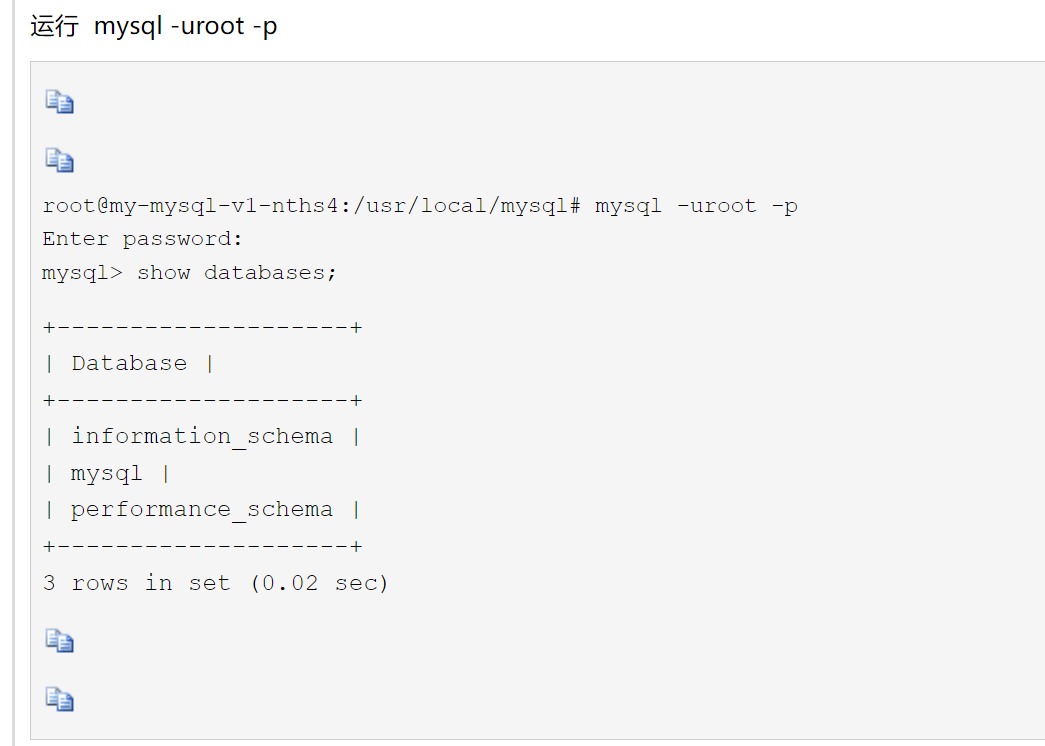 运行 mysql -uroot -p
root@my-mysql-v1-nths4:/usr/local/mysql# mysql -uroot -p
Enter password:
mysql> show databases;
+--------------------+
| Database |
+--------------------+
| information_schema |
| mysql |
| performance_schema |
+--------------------+
3 rows in set (0.02 sec)